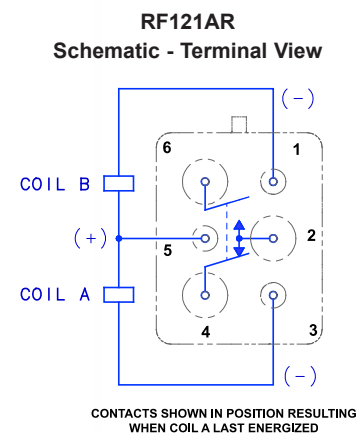 RF121AR
Schematic - Terminal View
(-)
6
1
COIL B
(+)
5
2
COIL A
4
3
(-)
CONTACTS SHOWN IN POSITION RESULTING
WHEN COIL A LAST ENERGIZED